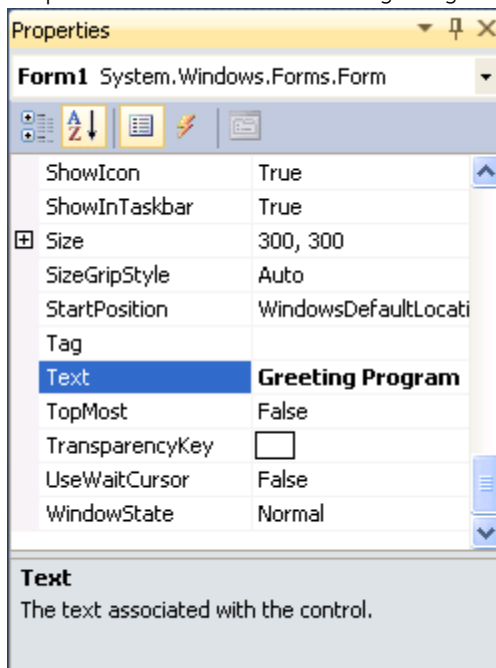 Properties
Form1 System.Windows.Forms.Form
ShowIcon True
ShowInTaskbar True
Size 300, 300
SizeGripStyle Auto
StartPosition WindowsDefaultLocati
Tag
Text Greeting Program
TopMost False
TransparencyKey
UseWaitCursor False
WindowState Normal
Text
The text associated with the control.